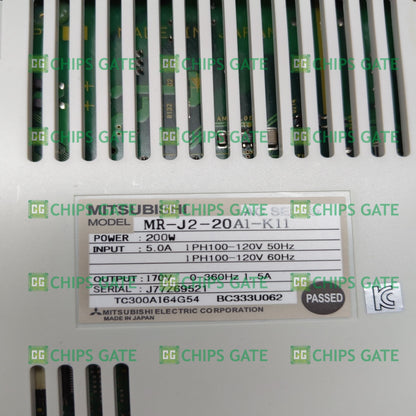 MADE IN JAPAN
CHIPS GATE CHIPS GATE CHIPS GATE
CHIPS GATE CHIPS GATE CHIPS GATE
CHIPS GATE CHIPS GATE CHIPS GATE
MITSUBISHI
MODEL MR-J2-20A1-K11
POWER : 200W
INPUT : 5.0A 1PH100-120V 50Hz
1PH100-120V 60Hz
OUTPUT : 170V 0-360Hz 1.5A
SERIAL : J77269521
TC300A164G54 BC333U062
PASSED
MITSUBISHI ELECTRIC CORPORATION
MADE IN JAPAN
CHIPS GATE CHIPS GATE CHIPS GATE
CHIPS GATE CHIPS GATE CHIPS GATE